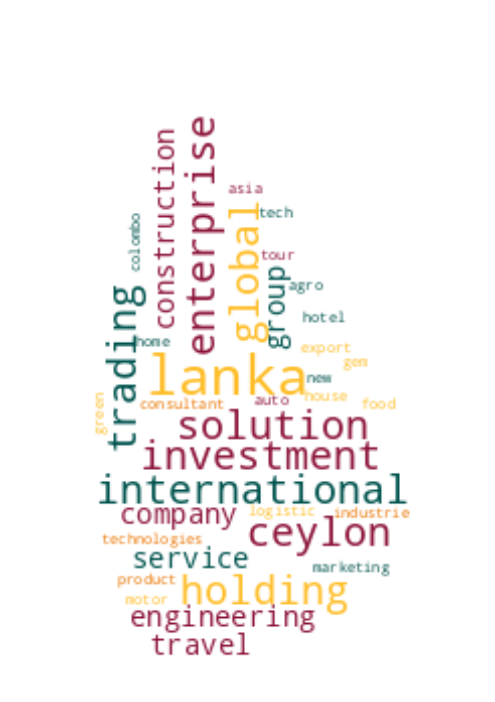 enterprise
construction
asia
global
tech
colombo
tour
group
agro
trading
hotel
home
export
lanka
gem
new
green
consultant
auto
house
food
solution
investment
international
company
logistic
industrie
ceylon
technologies
service
marketing
product
holding
motor
engineering
travel